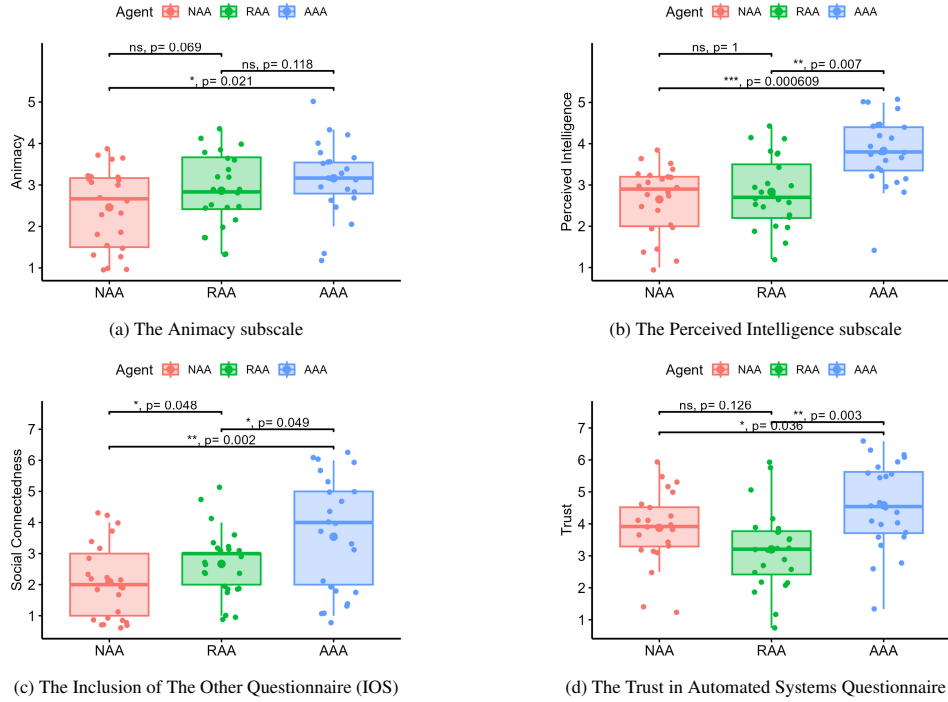 Agent NAA RAA AAA
ns, p= 0.069
ns, p= 0.118
*, p= 0.021
5
4
3
2
1
Animacy
NAA RAA AAA
(a) The Animacy subscale
Agent NAA RAA AAA
ns, p= 1
**, p= 0.007
***, p= 0.000609
5
4
3
2
1
Perceived Intelligence
NAA RAA AAA
(b) The Perceived Intelligence subscale
Agent NAA RAA AAA
*, p= 0.048
*, p= 0.049
**, p= 0.002
7
6
5
4
3
2
1
Social Connectedness
NAA RAA AAA
(c) The Inclusion of The Other Questionnaire (IOS)
Agent NAA RAA AAA
ns, p= 0.126
**, p= 0.003
*, p= 0.036
7
6
5
4
3
2
1
Trust
NAA RAA AAA
(d) The Trust in Automated Systems Questionnaire